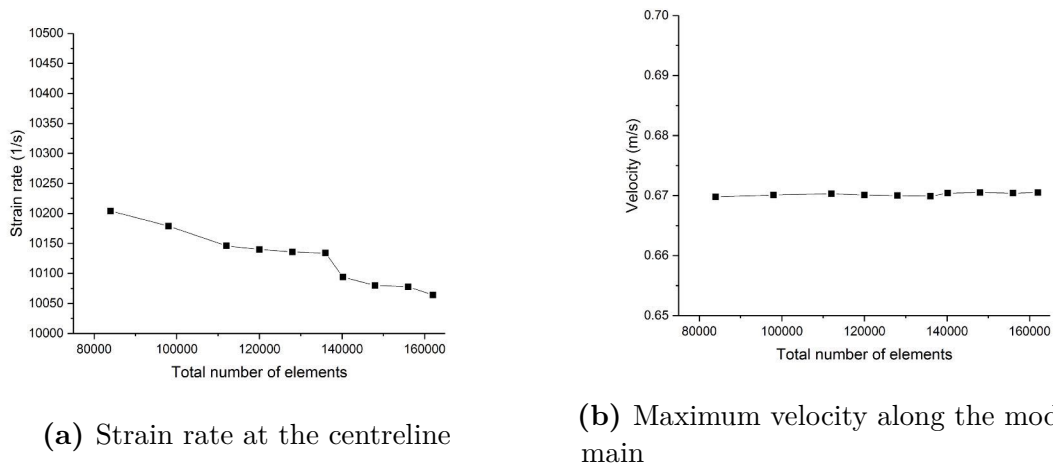 10500
10450
10400
10350
10300
10250
10200
10150
10100
10050
10000
Strain rate (1/s)
80000 100000 120000 140000 160000
Total number of elements
(a) Strain rate at the centreline
0.70
0.69
0.68
0.67
0.66
0.65
Velocity (m/s)
80000 100000 120000 140000 160000
Total number of elements
(b) Maximum velocity along the mod
main